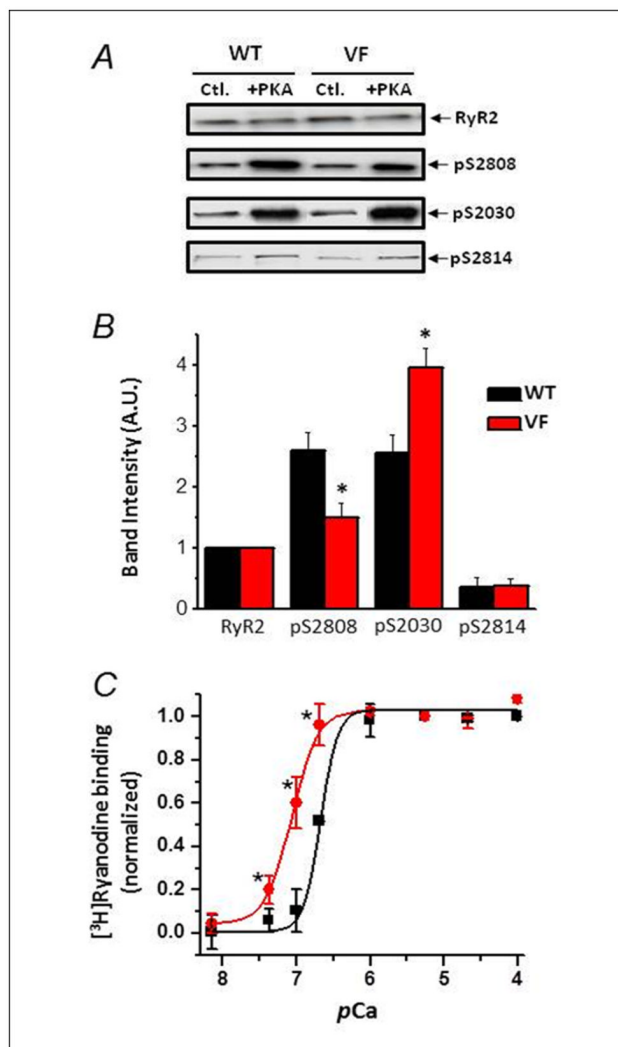 A
WT VF
Ctl. +PKA Ctl. +PKA
RyR2
pS2808
pS2030
pS2814
B
Band Intensity (A.U.)
4
3
2
1
0
*
*
WT
VF
RyR2 pS2808 pS2030 pS2814
C
[³H]Ryanodine binding
(normalized)
1.0
0.8
0.6
0.4
0.2
0.0
*
*
*
8 7 6 5 4
pCa